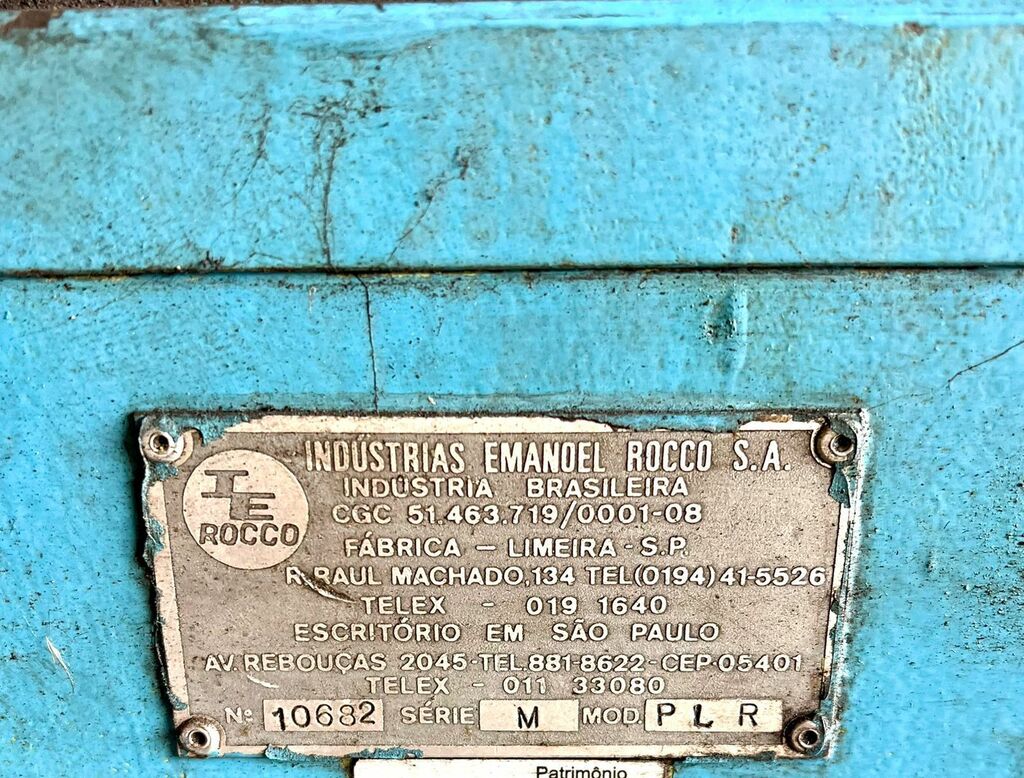 INDÚSTRIAS EMANOEL ROCCO S.A.
INDÚSTRIA BRASILEIRA
IE
ROCCO
CGC 51.463.719/0001-08
FÁBRICA - LIMEIRA - S.P.
R. RAUL MACHADO, 134 TEL(0194) 41-5526
TELEX - 019 1640
ESCRITÓRIO EM SÃO PAULO
AV. REBOUÇAS 2045 - TEL. 881-8622 - CEP-05401
TELEX - 011 33080
Nº 10682 SÉRIE M MOD. PLR
Patrimônio